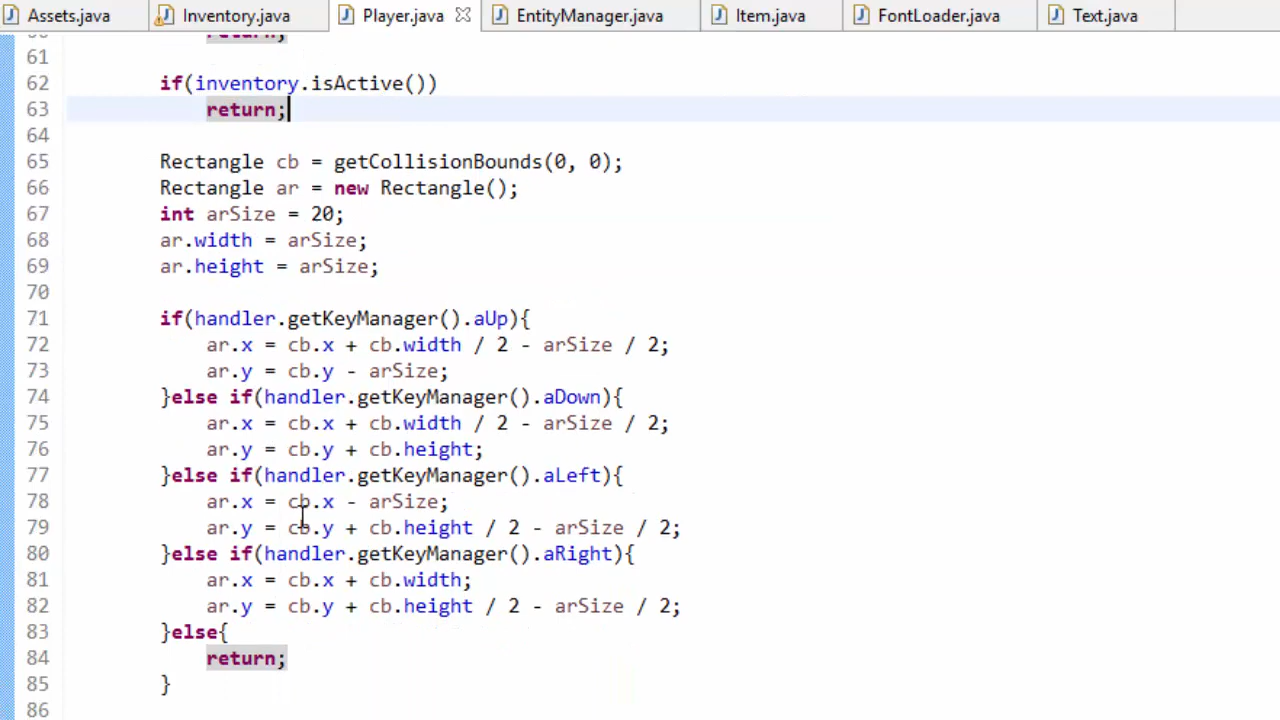 Assets.java Inventory.java Player.java EntityManager.java Item.java FontLoader.java Text.java
60 return;
61
62 if(inventory.isActive())
63 return;
64
65 Rectangle cb = getCollisionBounds(0, 0);
66 Rectangle ar = new Rectangle();
67 int arSize = 20;
68 ar.width = arSize;
69 ar.height = arSize;
70
71 if(handler.getKeyManager().aUp){
72 ar.x = cb.x + cb.width / 2 - arSize / 2;
73 ar.y = cb.y - arSize;
74 }else if(handler.getKeyManager().aDown){
75 ar.x = cb.x + cb.width / 2 - arSize / 2;
76 ar.y = cb.y + cb.height;
77 }else if(handler.getKeyManager().aLeft){
78 ar.x = cb.x - arSize;
79 ar.y = cb.y + cb.height / 2 - arSize / 2;
80 }else if(handler.getKeyManager().aRight){
81 ar.x = cb.x + cb.width;
82 ar.y = cb.y + cb.height / 2 - arSize / 2;
83 }else{
84 return;
85 }
86